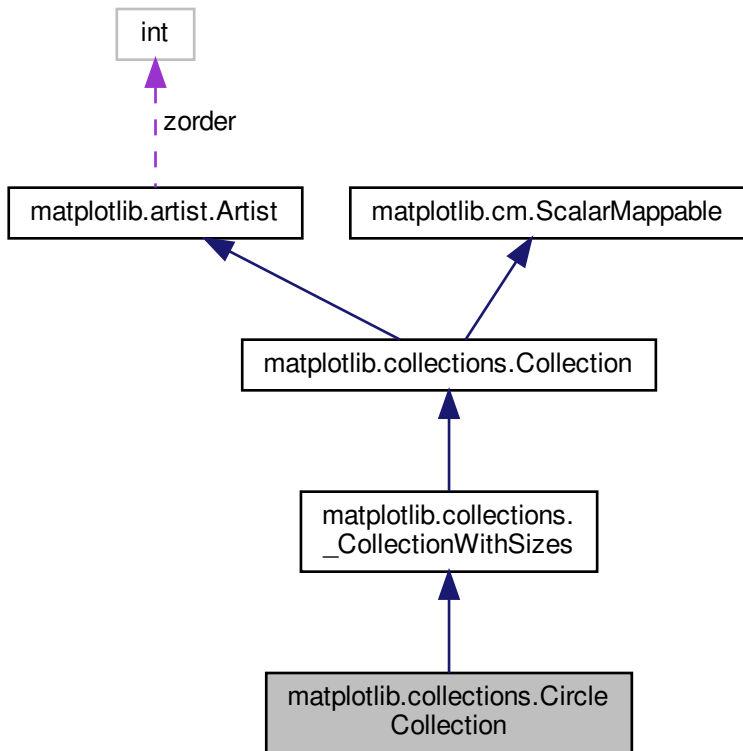 int
zorder
matplotlib.artist.Artist
matplotlib.cm.ScalarMappable
matplotlib.collections.Collection
matplotlib.collections.
_CollectionWithSizes
matplotlib.collections.Circle
Collection